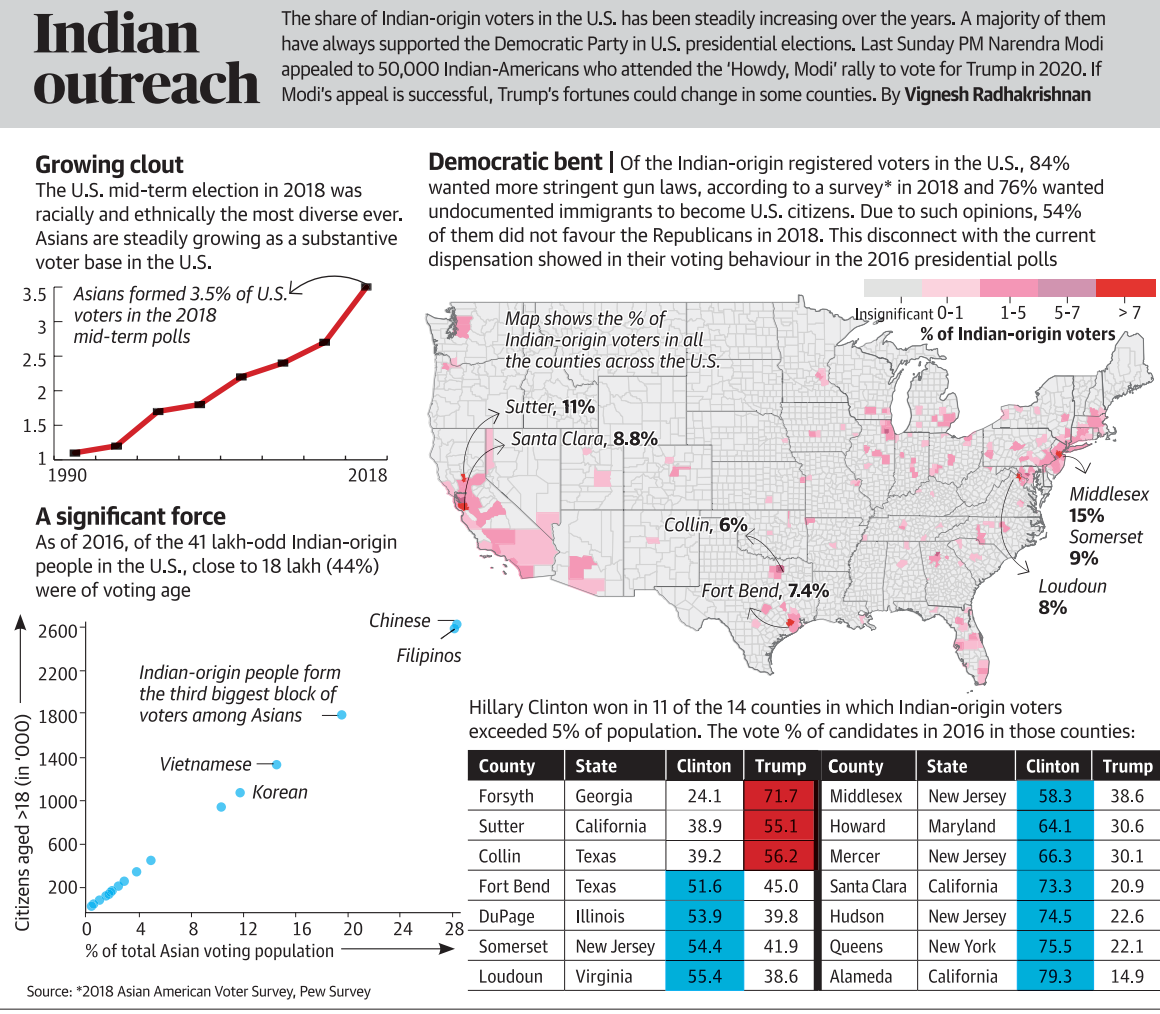 Indian
outreach
The share of Indian-origin voters in the U.S. has been steadily increasing over the years. A majority of them
have always supported the Democratic Party in U.S. presidential elections. Last Sunday PM Narendra Modi
appealed to 50,000 Indian-Americans who attended the ‘Howdy, Modi’ rally to vote for Trump in 2020. If
Modi’s appeal is successful, Trump’s fortunes could change in some counties. By Vignesh Radhakrishnan
Growing clout
The U.S. mid-term election in 2018 was
racially and ethnically the most diverse ever.
Asians are steadily growing as a substantive
voter base in the U.S.
3.5
3
2.5
2
1.5
1
Asians formed 3.5% of U.S.
voters in the 2018
mid-term polls
1990 2018
A significant force
As of 2016, of the 41 lakh-odd Indian-origin
people in the U.S., close to 18 lakh (44%)
were of voting age
Citizens aged >18 (in ‘000)
2600
2200
1800
1400
1000
600
200
Chinese
Filipinos
Indian-origin people form
the third biggest block of
voters among Asians
Vietnamese
Korean
0 4 8 12 16 20 24 28
% of total Asian voting population
Source: *2018 Asian American Voter Survey, Pew Survey
Democratic bent | Of the Indian-origin registered voters in the U.S., 84%
wanted more stringent gun laws, according to a survey* in 2018 and 76% wanted
undocumented immigrants to become U.S. citizens. Due to such opinions, 54%
of them did not favour the Republicans in 2018. This disconnect with the current
dispensation showed in their voting behaviour in the 2016 presidential polls
Insignificant 0-1 1-5 5-7 > 7
% of Indian-origin voters
Map shows the % of
Indian-origin voters in all
the counties across the U.S.
Sutter, 11%
Santa Clara, 8.8%
Collin, 6%
Fort Bend, 7.4%
Middlesex
15%
Somerset
9%
Loudoun
8%
Hillary Clinton won in 11 of the 14 counties in which Indian-origin voters
exceeded 5% of population. The vote % of candidates in 2016 in those counties:
County State Clinton Trump County State Clinton Trump
Forsyth Georgia 24.1 71.7 Middlesex New Jersey 58.3 38.6
Sutter California 38.9 55.1 Howard Maryland 64.1 30.6
Collin Texas 39.2 56.2 Mercer New Jersey 66.3 30.1
Fort Bend Texas 51.6 45.0 Santa Clara California 73.3 20.9
DuPage Illinois 53.9 39.8 Hudson New Jersey 74.5 22.6
Somerset New Jersey 54.4 41.9 Queens New York 75.5 22.1
Loudoun Virginia 55.4 38.6 Alameda California 79.3 14.9